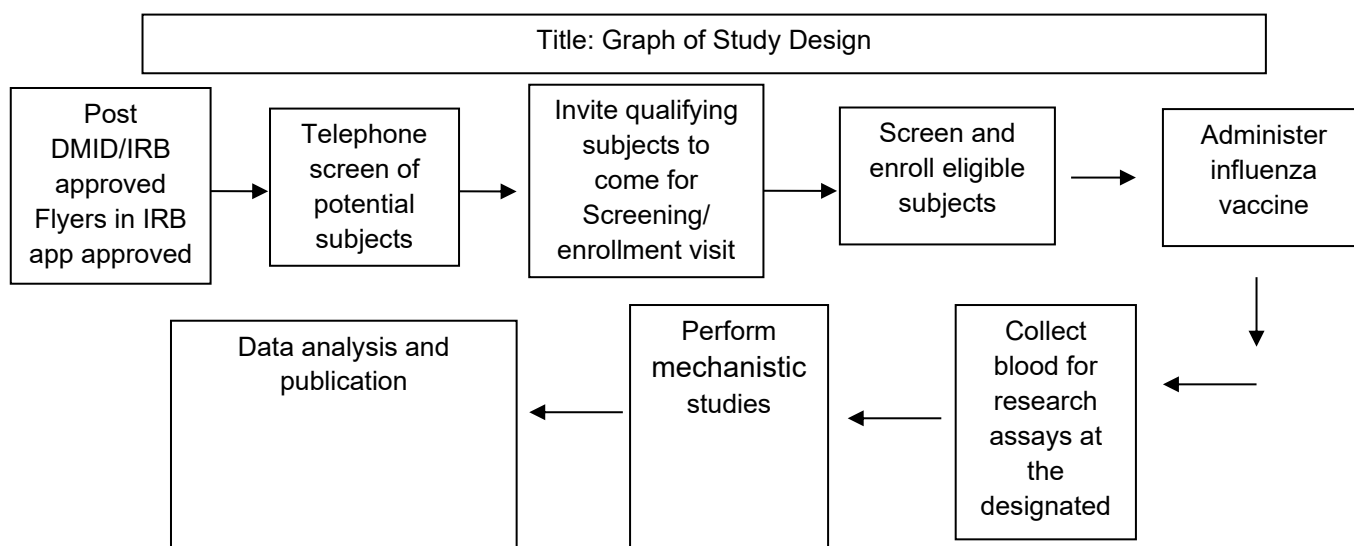 Title: Graph of Study Design
Post
DMID/IRB
approved
Flyers in IRB
app approved
Telephone
screen of
potential
subjects
Invite qualifying
subjects to
come for
Screening/
enrollment visit
Screen and
enroll eligible
subjects
Administer
influenza
vaccine
Data analysis and
publication
Perform
mechanistic
studies
Collect
blood for
research
assays at
the
designated